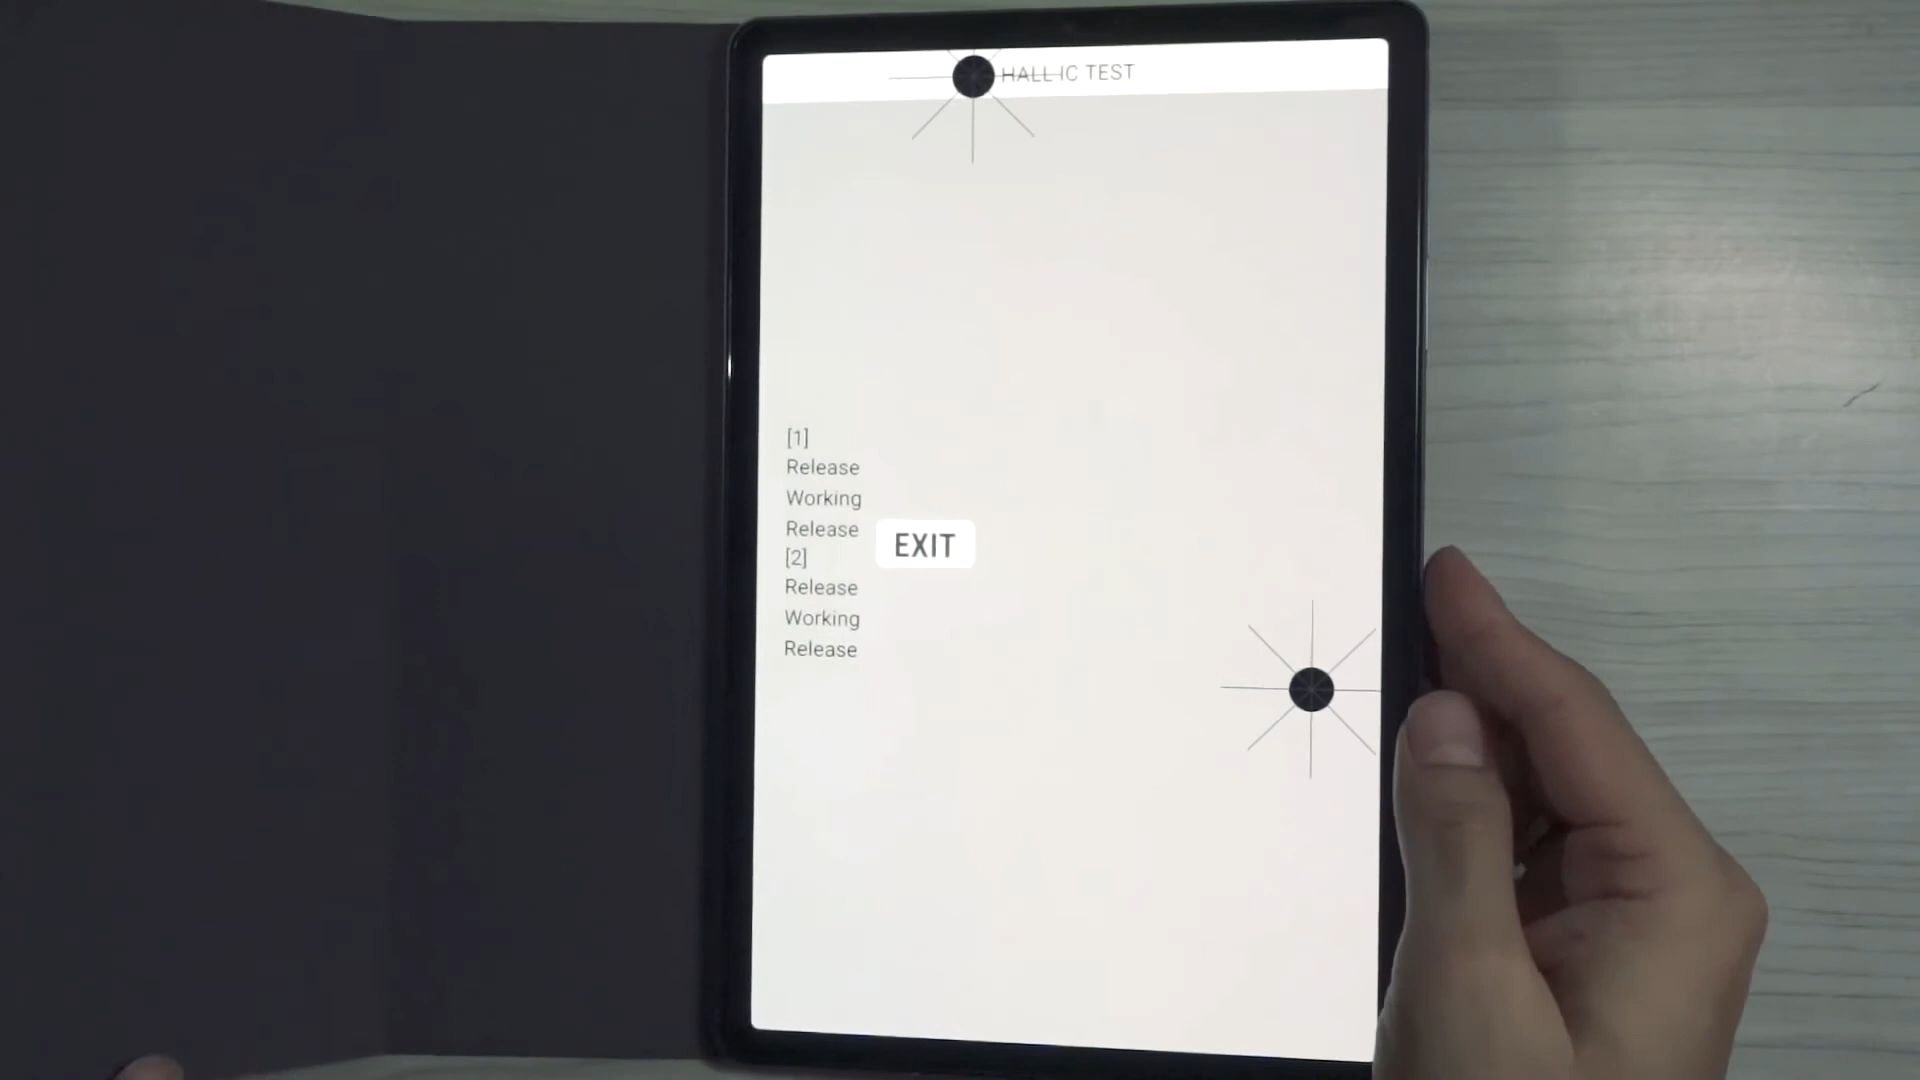 HALL IC TEST
[1]
Release
Working
Release
EXIT
[2]
Release
Working
Release